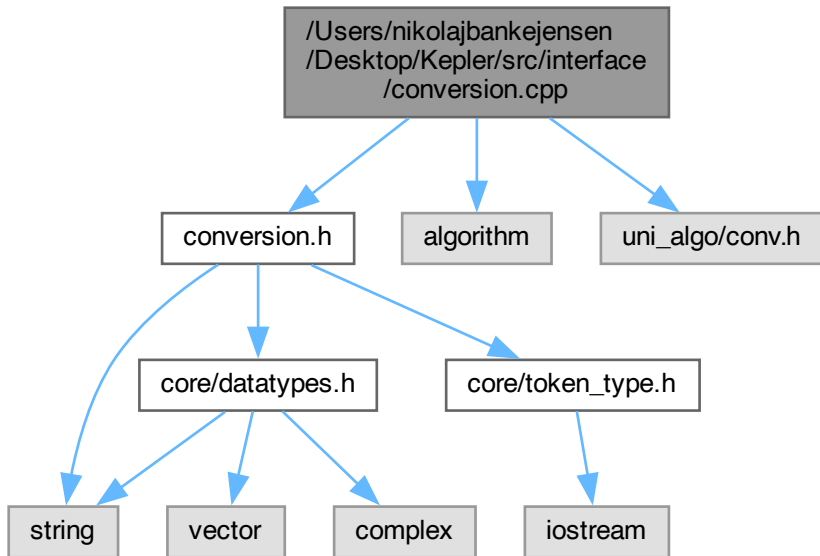 /Users/nikolajbankejensen
/Desktop/Kepler/src/interface
/conversion.cpp
conversion.h
algorithm
uni_algo/conv.h
core/datatypes.h
core/token_type.h
string
vector
complex
iostream